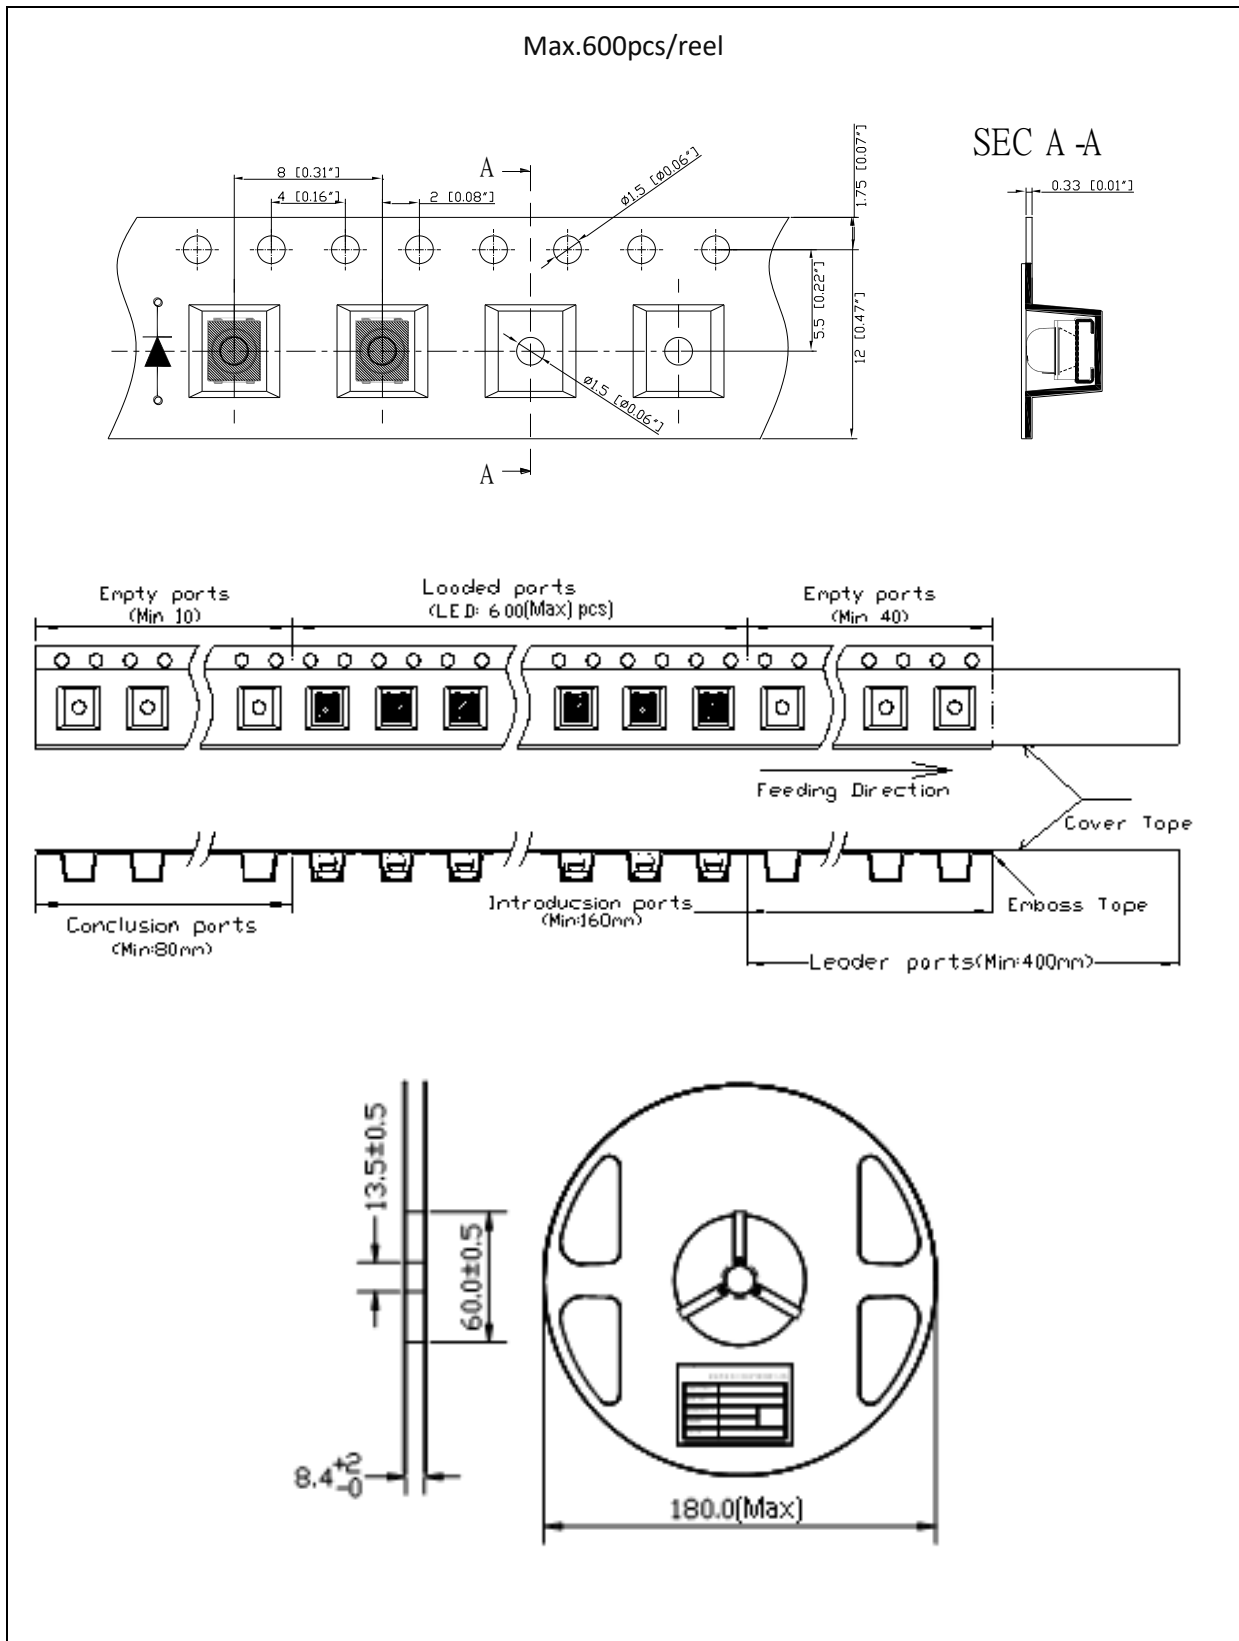 Max.600pcs/reel
SEC A -A
8 [0.31"]
4 [0.16"]
2 [0.08"]
A
ø1.5 [ø0.06"]
1.75 [0.07"]
0.33 [0.01"]
5.5 [0.22"]
12 [0.47"]
ø1.5 [ø0.06"]
A
Empty ports
(Min 10)
Looded ports
(LED: 600(Max) pcs)
Empty ports
(Min 40)
Feeding Direction
Cover Tope
Conclusion ports
(Min:80mm)
Introducsion ports
(Min:160mm)
Emboss Tope
Leoder ports(Min:400mm)
13.5±0.5
60.0±0.5
8.4+2-0
180.0(Max)